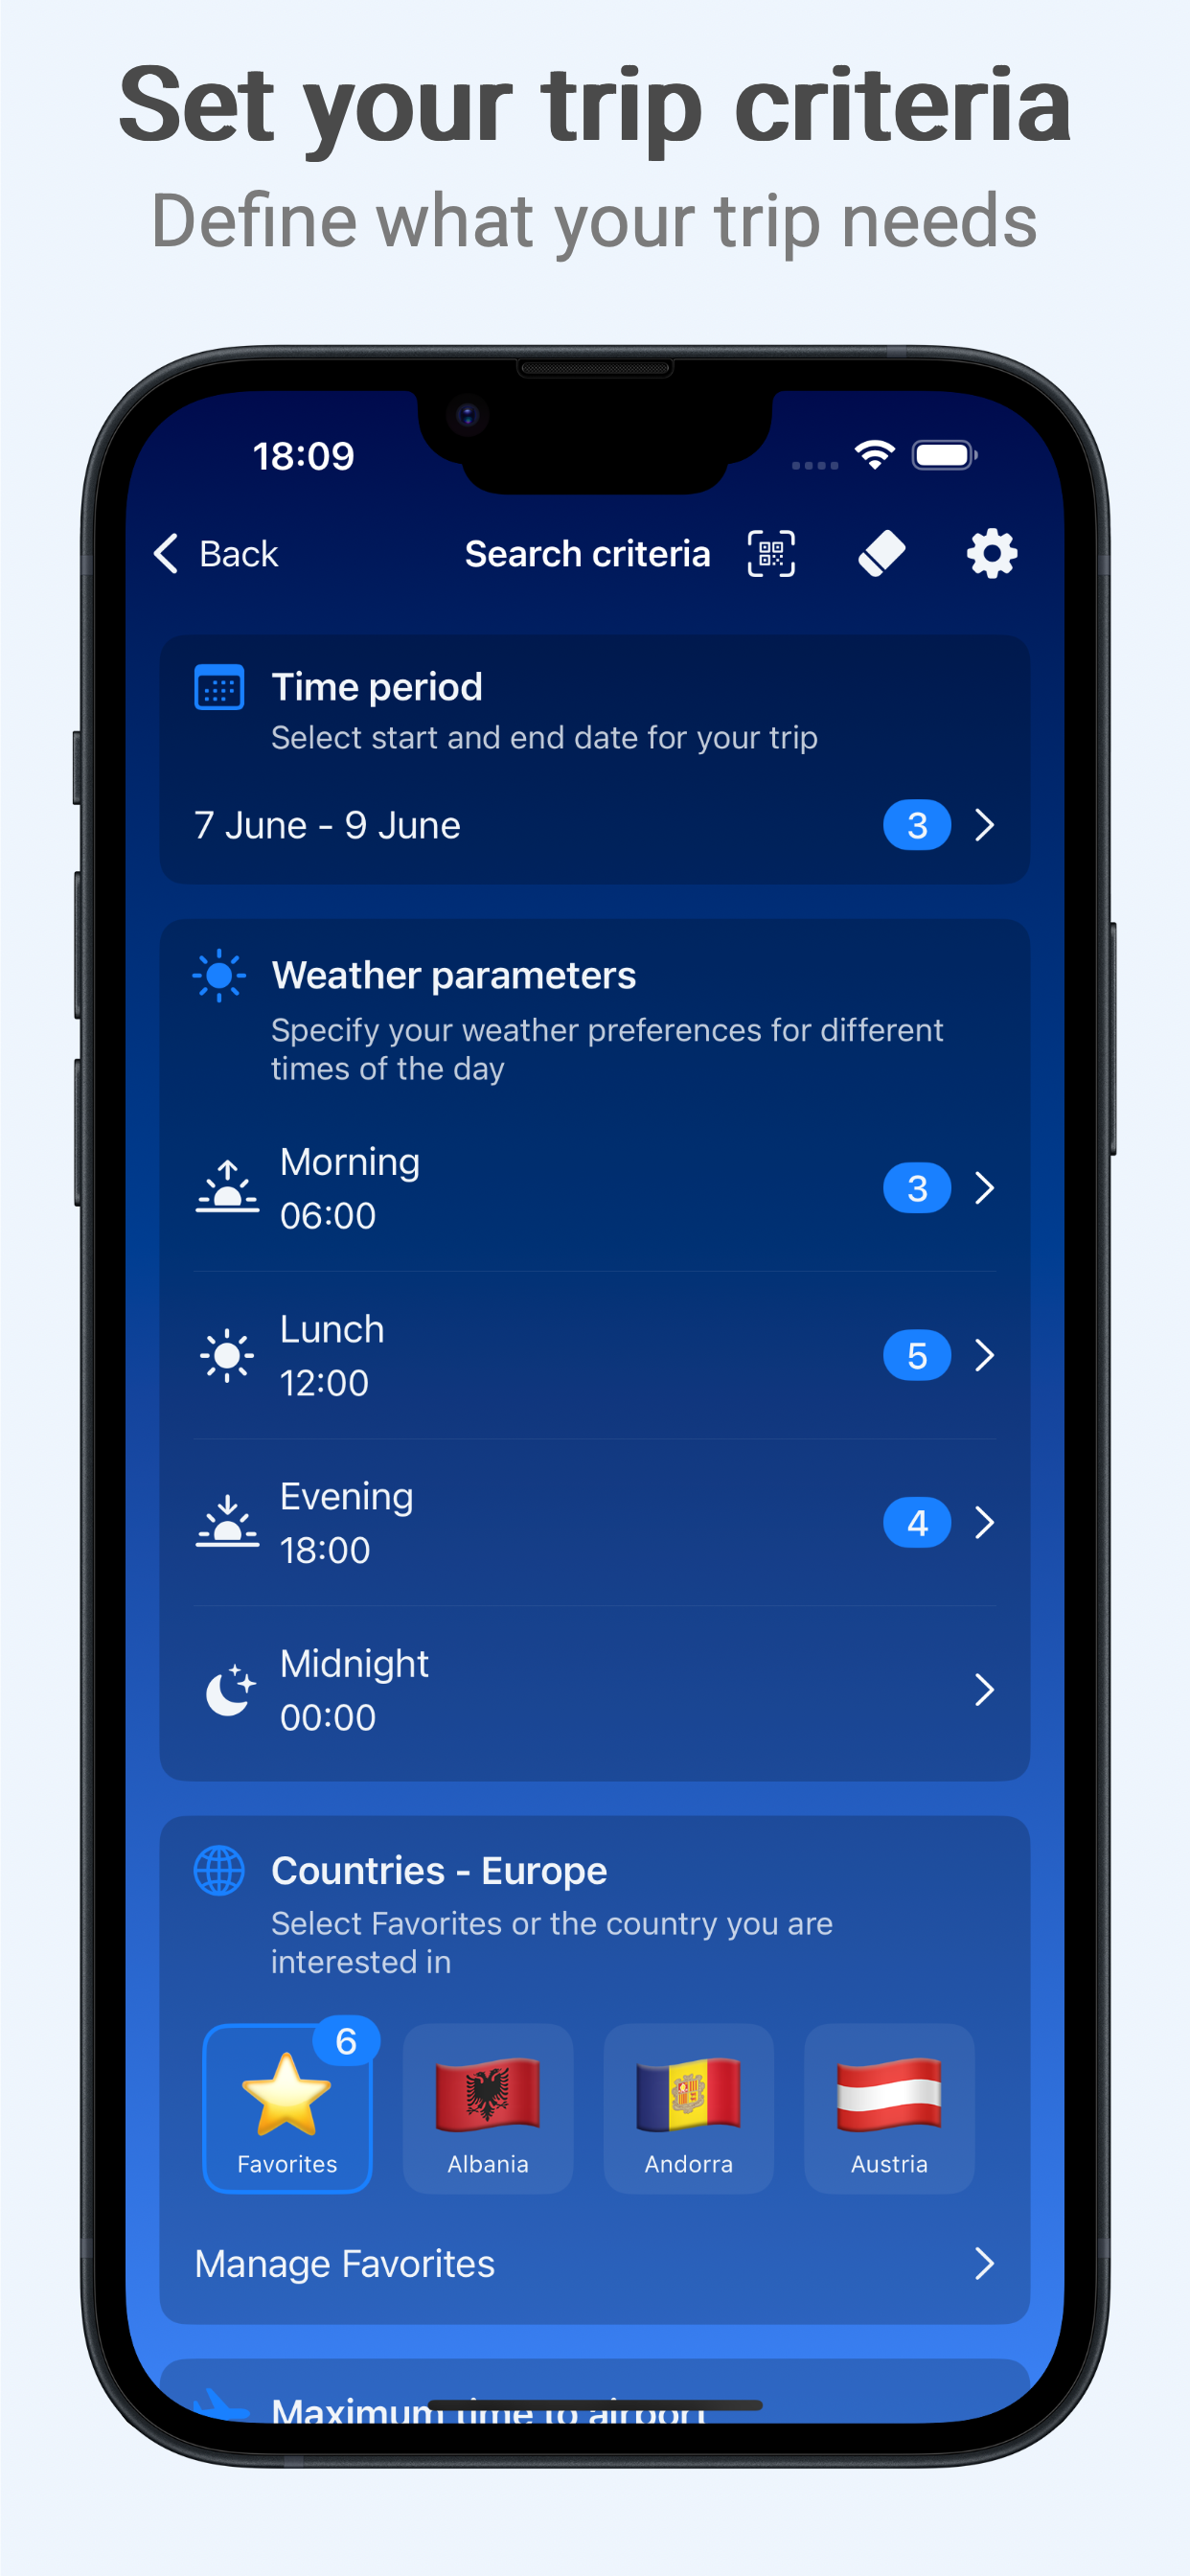 Set your trip criteria
Define what your trip needs
18:09
Back
Search criteria
Time period
Select start and end date for your trip
7 June - 9 June
3
Weather parameters
Specify your weather preferences for different
times of the day
Morning
3
06:00
Lunch
5
12:00
Evening
4
18:00
Midnight
00:00
Countries - Europe
Select Favorites or the country you are
interested in
6
Favorites
Albania
Andorra
Austria
Manage Favorites
Maximum time to airport